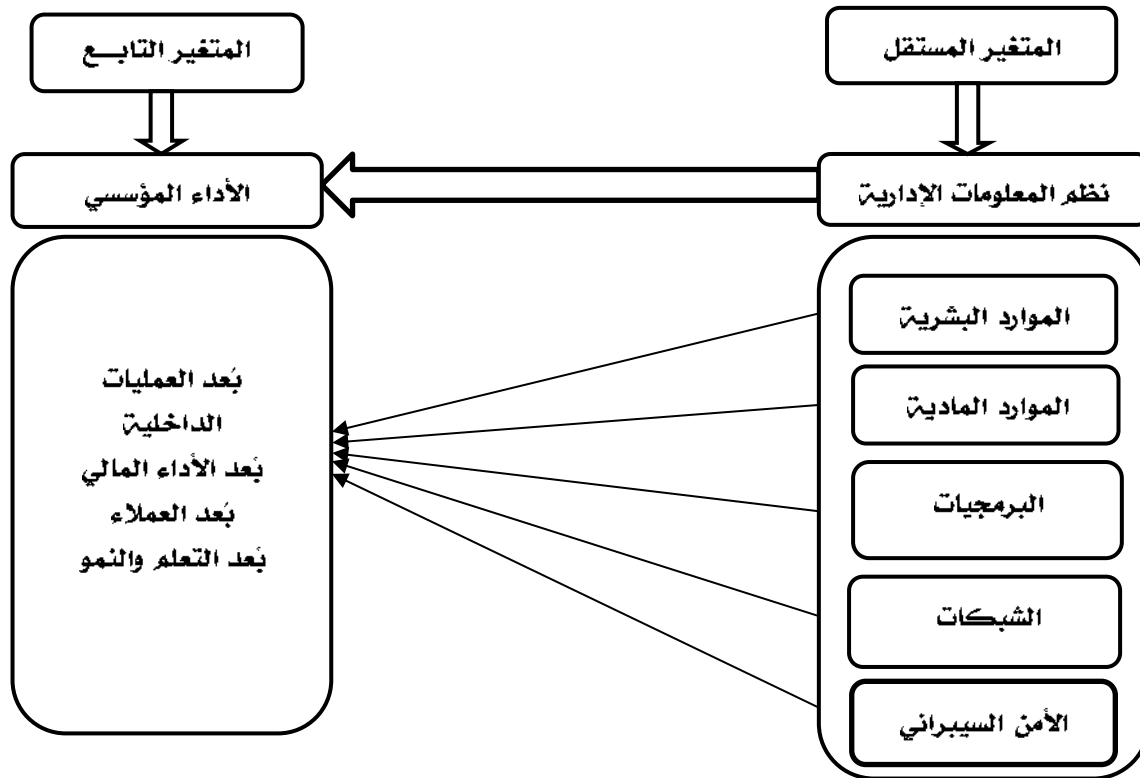 المتغير المستقل
المتغير التابـــع
نظم المعلومات الإدارية
الأداء المؤسسي
الموارد البشرية
الموارد المادية
البرمجيات
الشبكات
الأمن السيبراني
بُعد العمليات
الداخلية
بُعد الأداء المالي
بُعد العملاء
بُعد التعلم والنمو